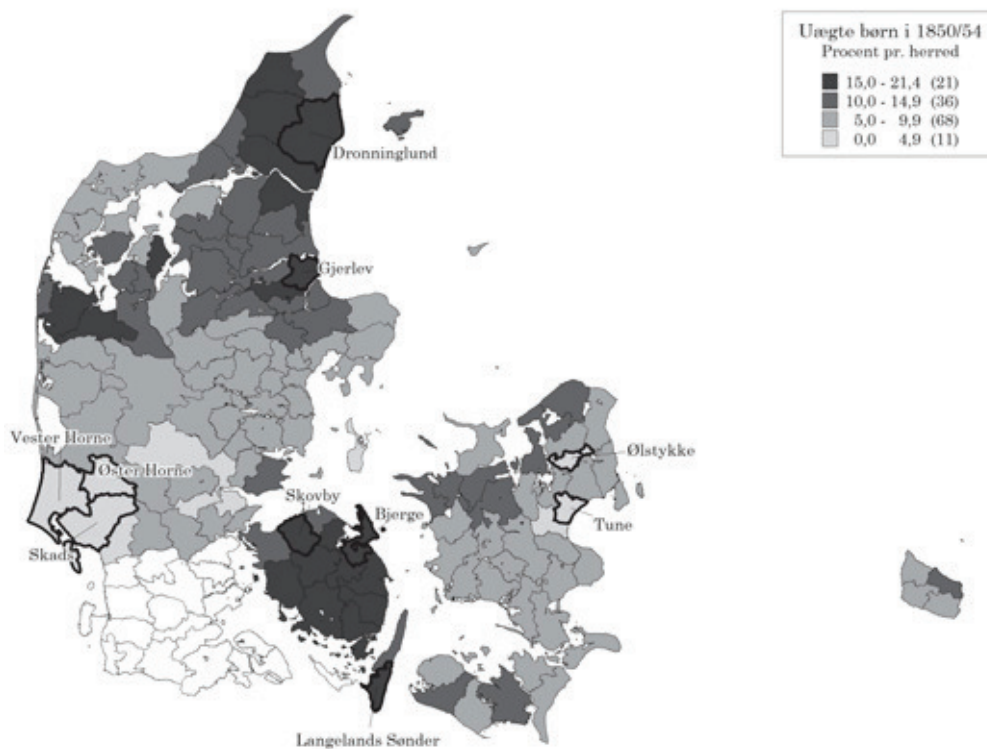 Uægte børn i 1850/54
Procent pr. herred
15,0 - 21,4 (21)
10,0 - 14,9 (36)
5,0 - 9,9 (68)
0,0 4,9 (11)
Dronninglund
Gjerlev
Vester Horne
Øster Horne
Ølstykke
Skovby
Bjerge
Tune
Skads
Langelands Sønder